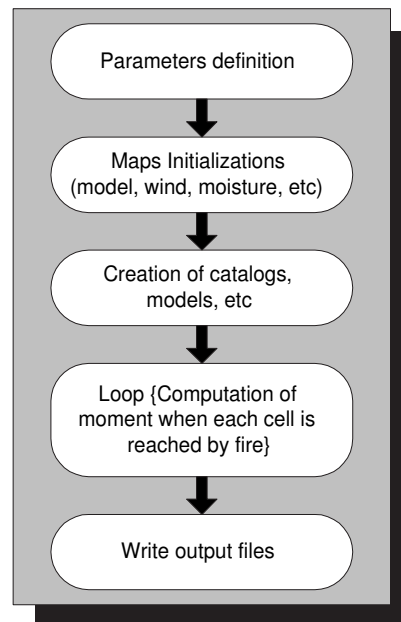 Parameters definition
Maps Initializations
(model, wind, moisture, etc)
Creation of catalogs,
models, etc
Loop {Computation of
moment when each cell is
reached by fire}
Write output files